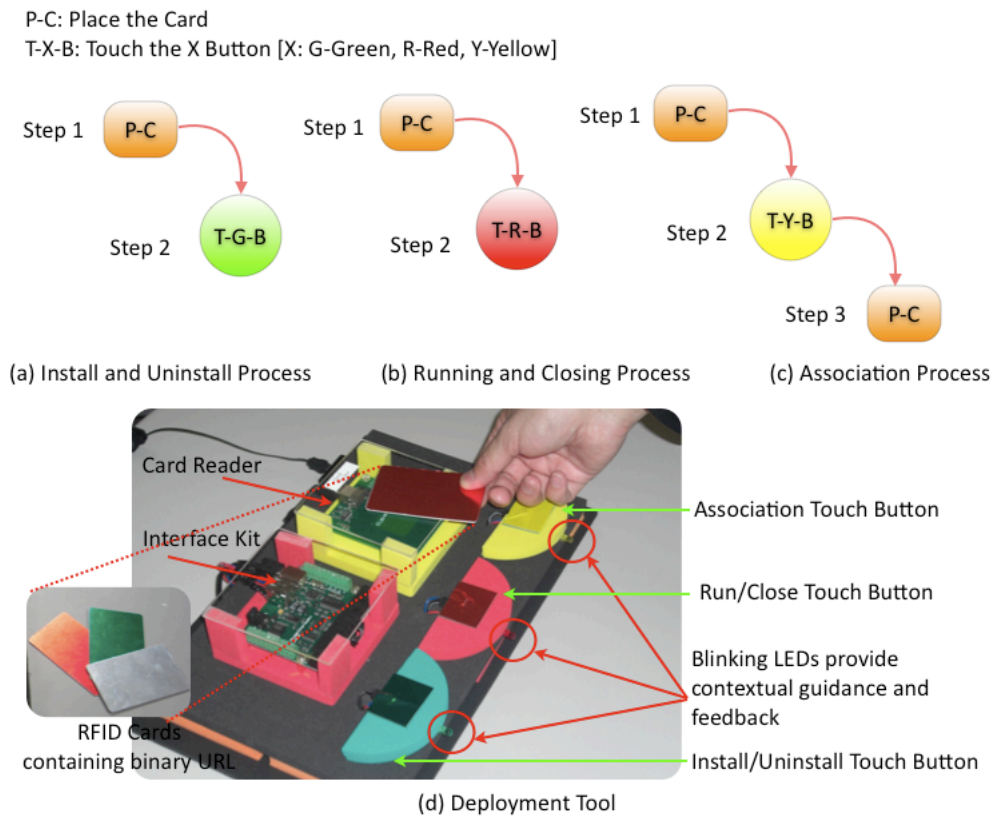 P-C: Place the Card
T-X-B: Touch the X Button [X: G-Green, R-Red, Y-Yellow]
Step 1
P-C
Step 2
T-G-B
(a) Install and Uninstall Process
Step 1
P-C
Step 2
T-R-B
(b) Running and Closing Process
Step 1
P-C
Step 2
T-Y-B
Step 3
P-C
(c) Association Process
Card Reader
Interface Kit
RFID Cards
containing binary URL
Association Touch Button
Run/Close Touch Button
Blinking LEDs provide
contextual guidance and
feedback
Install/Uninstall Touch Button
(d) Deployment Tool